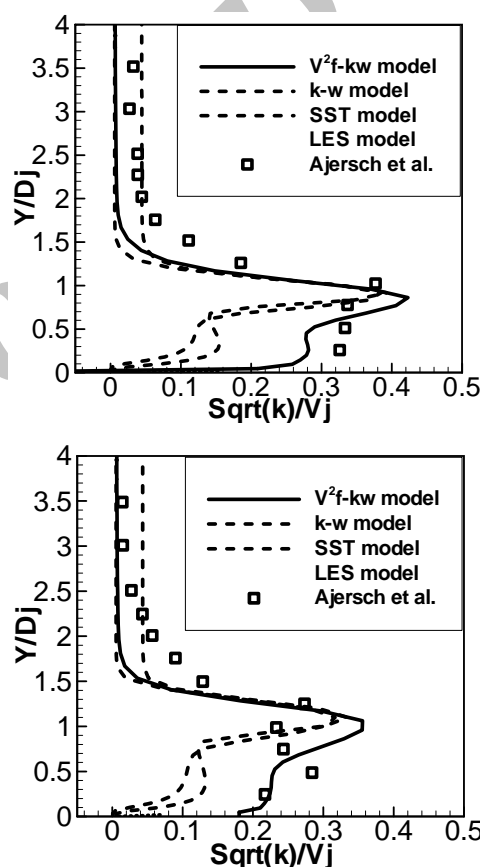 4
3.5
3
2.5
2
1.5
1
0.5
0
Y/Dj
V²f-kw model
k-w model
SST model
LES model
Ajersch et al.
0 0.1 0.2 0.3 0.4 0.5
Sqrt(k)/Vj
4
3.5
3
2.5
2
1.5
1
0.5
0
Y/Dj
V²f-kw model
k-w model
SST model
LES model
Ajersch et al.
0 0.1 0.2 0.3 0.4 0.5
Sqrt(k)/Vj